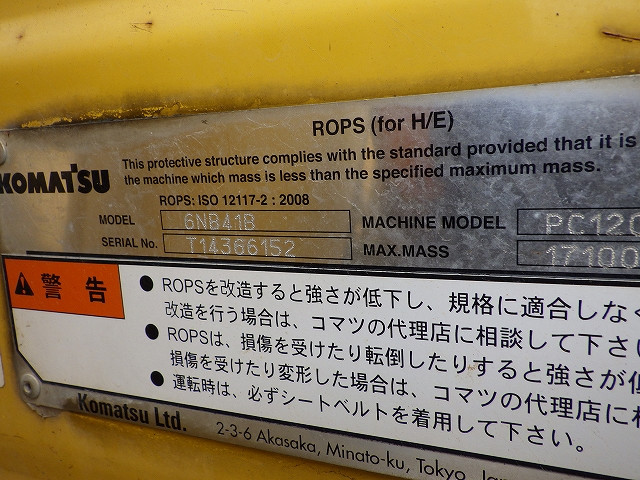 ROPS (for H/E)
KOMATSU
This protective structure complies with the standard provided that it is
the machine which mass is less than the specified maximum mass.
ROPS: ISO 12117-2 : 2008
MODEL 6NB41B MACHINE MODEL PC120
SERIAL No. T14366152 MAX.MASS 17100
警 告
● ROPSを改造すると強さが低下し、規格に適合しなく
改造を行う場合は、コマツの代理店に相談して下さい
● ROPSは、損傷を受けたり転倒したりすると強さが低
損傷を受けたり変形した場合は、コマツの代理店に相
● 運転時は、必ずシートベルトを着用して下さい。
Komatsu Ltd.
2-3-6 Akasaka, Minato-ku, Tokyo